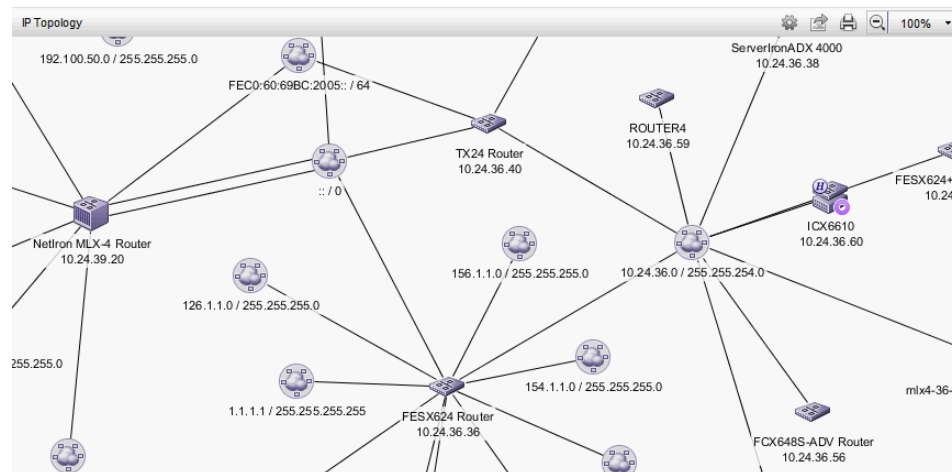 IP Topology
100%
192.100.50.0 / 255.255.255.0
ServerIronADX 4000
10.24.36.38
FEC0:60:69BC:2005:: / 64
ROUTER4
10.24.36.59
TX24 Router
10.24.36.40
FESX624+
10.24
:: / 0
H
ICX6610
10.24.36.60
NetIron MLX-4 Router
10.24.39.20
156.1.1.0 / 255.255.255.0
10.24.36.0 / 255.255.254.0
126.1.1.0 / 255.255.255.0
255.255.0
154.1.1.0 / 255.255.255.0
mlx4-36-
1.1.1.1 / 255.255.255.255
FESX624 Router
10.24.36.36
FCX648S-ADV Router
10.24.36.56